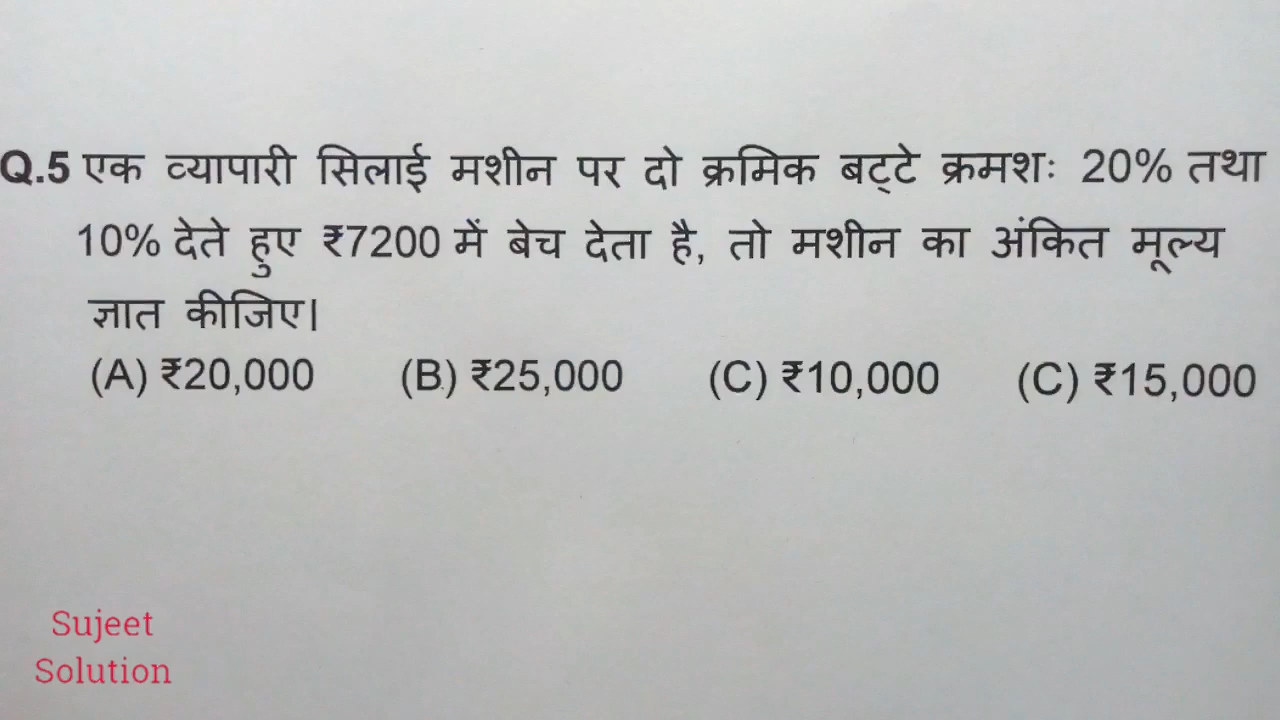 Q.5 एक व्यापारी सिलाई मशीन पर दो क्रमिक बट्टे क्रमशः 20% तथा
10% देते हुए ₹7200 में बेच देता है, तो मशीन का अंकित मूल्य
ज्ञात कीजिए।
(A) ₹20,000 (B) ₹25,000 (C) ₹10,000 (C) ₹15,000
Sujeet
Solution